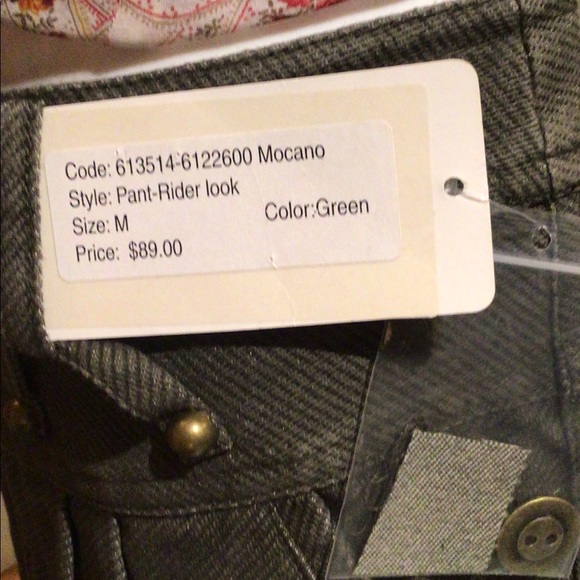 Code: 613514-6122600 Mocano
Style: Pant-Rider look
Size: M Color:Green
Price: $89.00